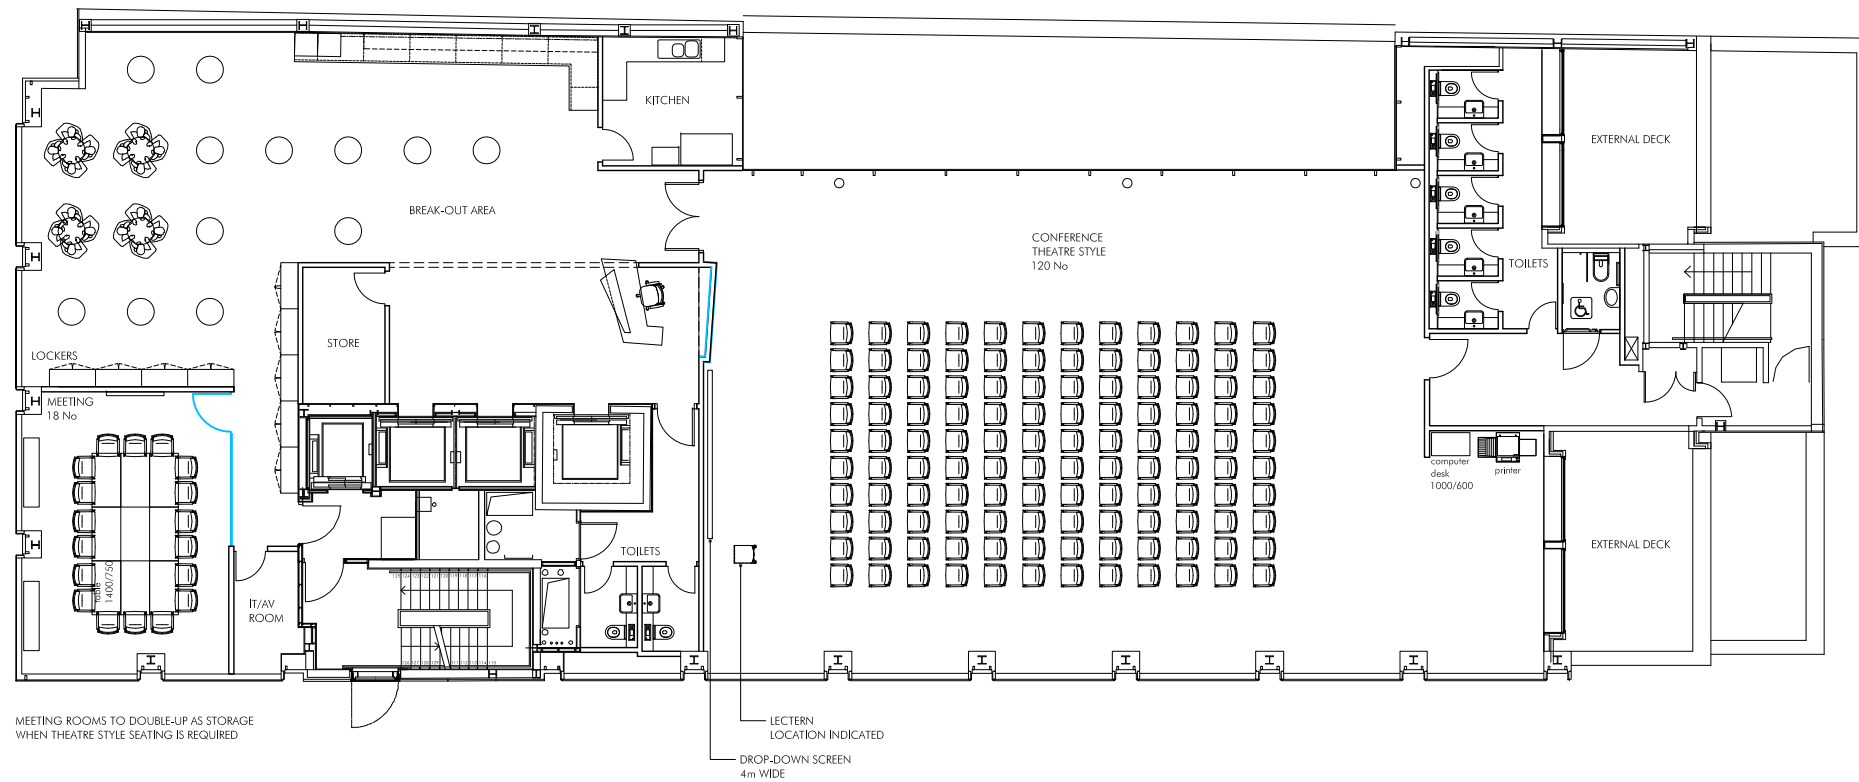 KITCHEN
EXTERNAL DECK
BREAK-OUT AREA
CONFERENCE
THEATRE STYLE
120 No
TOILETS
STORE
LOCKERS
MEETING
18 No
computer
desk
1000/600
printer
EXTERNAL DECK
TOILETS
table
1400/750
IT/AV
ROOM
MEETING ROOMS TO DOUBLE-UP AS STORAGE
WHEN THEATRE STYLE SEATING IS REQUIRED
LECTERN
LOCATION INDICATED
DROP-DOWN SCREEN
4m WIDE